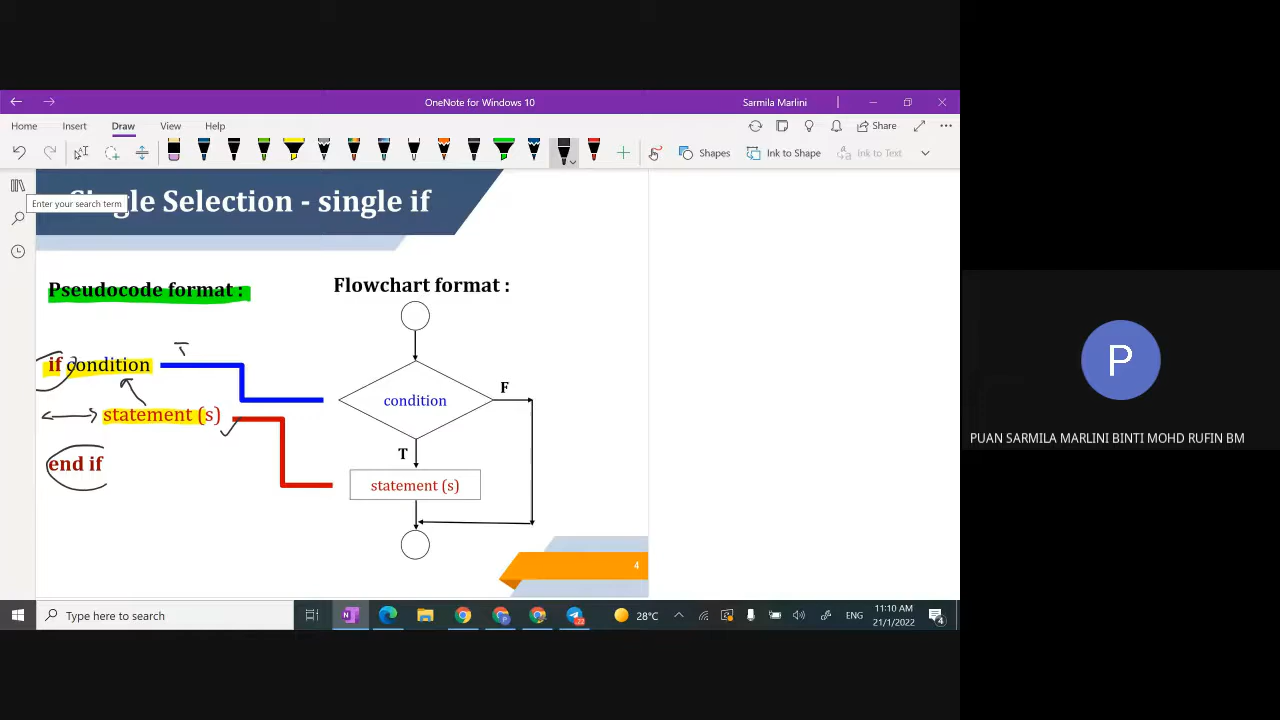 OneNote for Windows 10
Sarmila Marlini
Home Insert Draw View Help
Share
Shapes
Ink to Shape
Ink to Text
Enter your search term
gle Selection - single if
Pseudocode format :
Flowchart format :
T
if condition
condition
F
statement (s)
T
end if
statement (s)
4
P
PUAN SARMILA MARLINI BINTI MOHD RUFIN BM
Type here to search
28°C
ENG
11:10 AM
21/1/2022
4